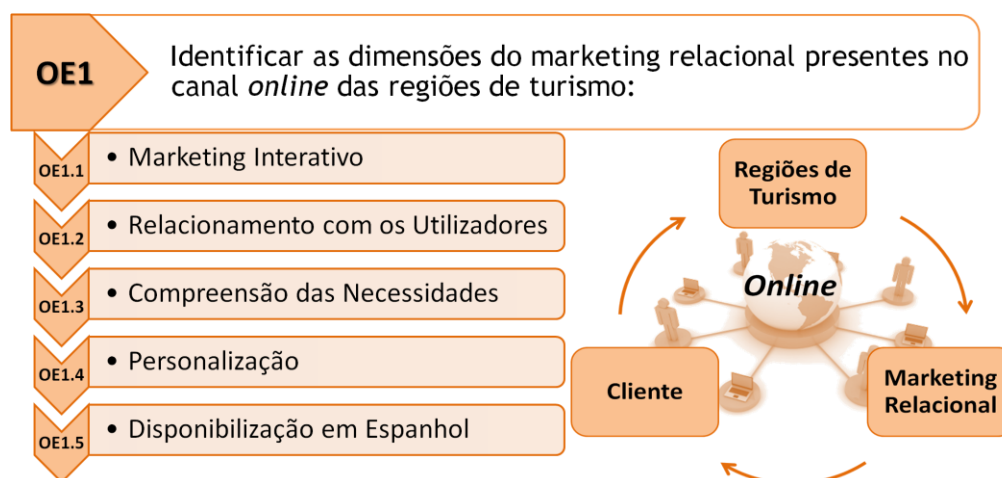 OE1
Identificar as dimensões do marketing relacional presentes no
canal online das regiões de turismo:
OE1.1
• Marketing Interativo
OE1.2
• Relacionamento com os Utilizadores
OE1.3
• Compreensão das Necessidades
OE1.4
• Personalização
OE1.5
• Disponibilização em Espanhol
Regiões de
Turismo
Online
Cliente
Marketing
Relacional